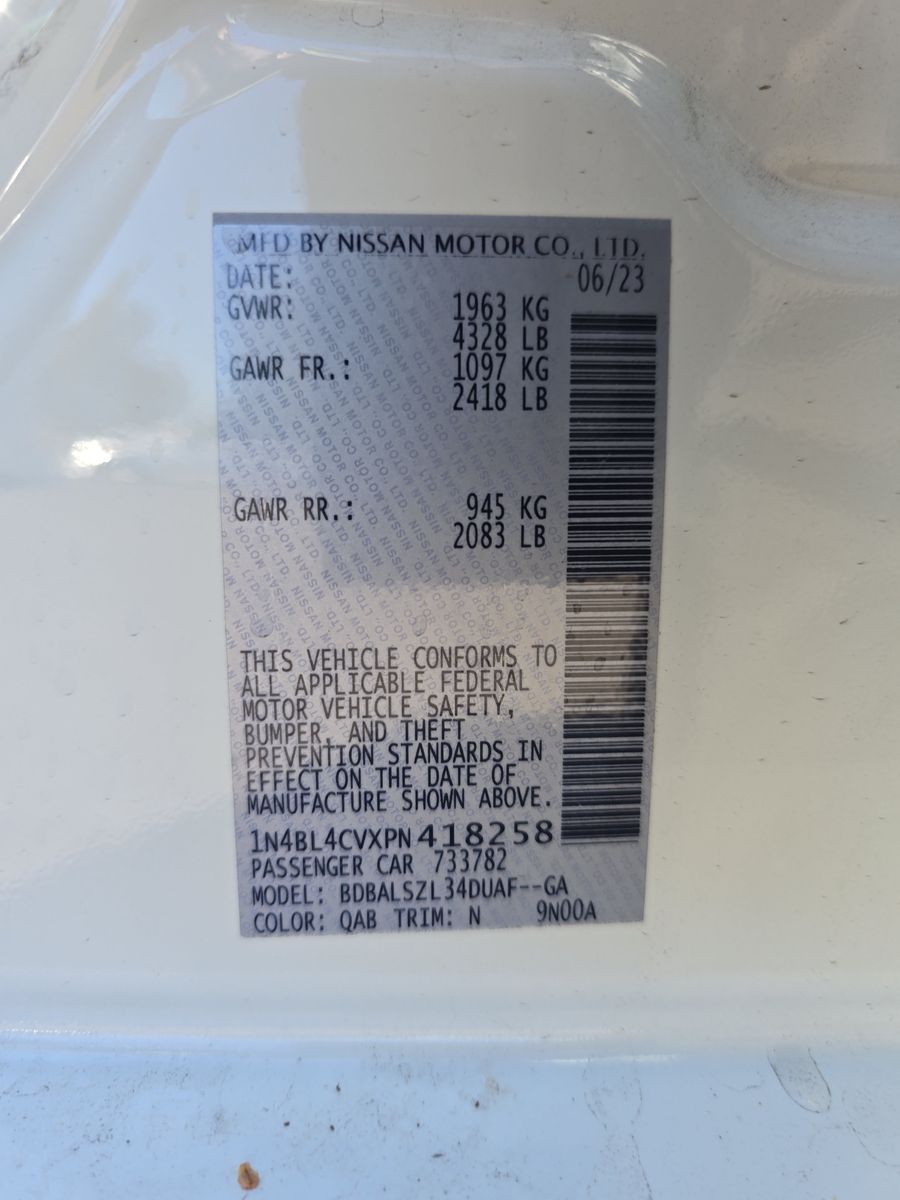 MFD BY NISSAN MOTOR CO., LTD.
DATE: 06/23
GVWR: 1963 KG
4328 LB
GAWR FR.: 1097 KG
2418 LB
GAWR RR.: 945 KG
2083 LB
THIS VEHICLE CONFORMS TO
ALL APPLICABLE FEDERAL
MOTOR VEHICLE SAFETY,
BUMPER, AND THEFT
PREVENTION STANDARDS IN
EFFECT ON THE DATE OF
MANUFACTURE SHOWN ABOVE.
1N4BL4CVXPN418258
PASSENGER CAR 733782
MODEL: BDBALSZL34DUAF--GA
COLOR: QAB TRIM: N 9N00A